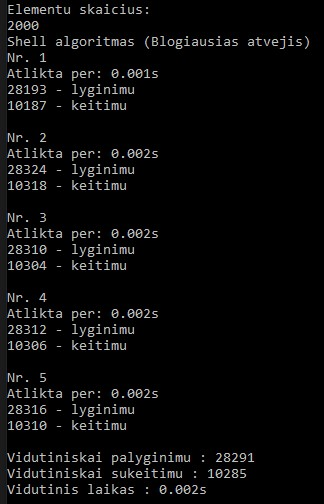 Elementu skaicius:
2000
Shell algoritmas (Blogiausias atvejis)
Nr. 1
Atlikta per: 0.001s
28193 - lyginimu
10187 - keitimu
Nr. 2
Atlikta per: 0.002s
28324 - lyginimu
10318 - keitimu
Nr. 3
Atlikta per: 0.002s
28310 - lyginimu
10304 - keitimu
Nr. 4
Atlikta per: 0.002s
28312 - lyginimu
10306 - keitimu
Nr. 5
Atlikta per: 0.002s
28316 - lyginimu
10310 - keitimu
Vidutiniskai palyginimu : 28291
Vidutiniskai sukeitimu : 10285
Vidutinis laikas : 0.002s